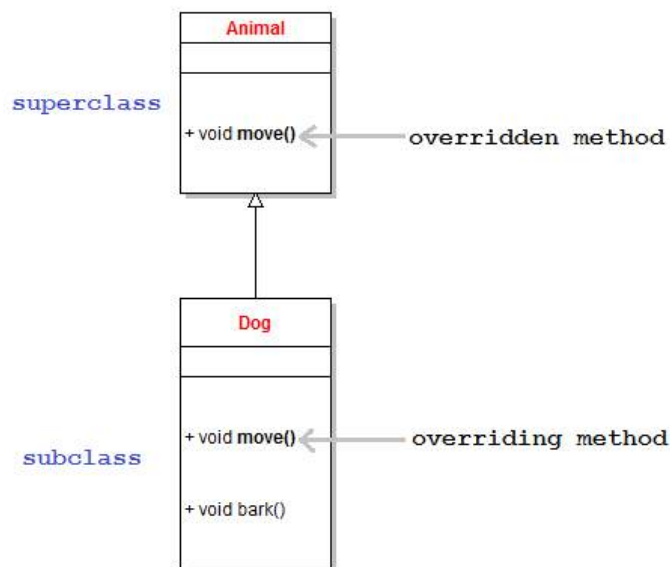 Animal
superclass
+ void move()
overridden method
Dog
+ void move()
overriding method
subclass
+ void bark()